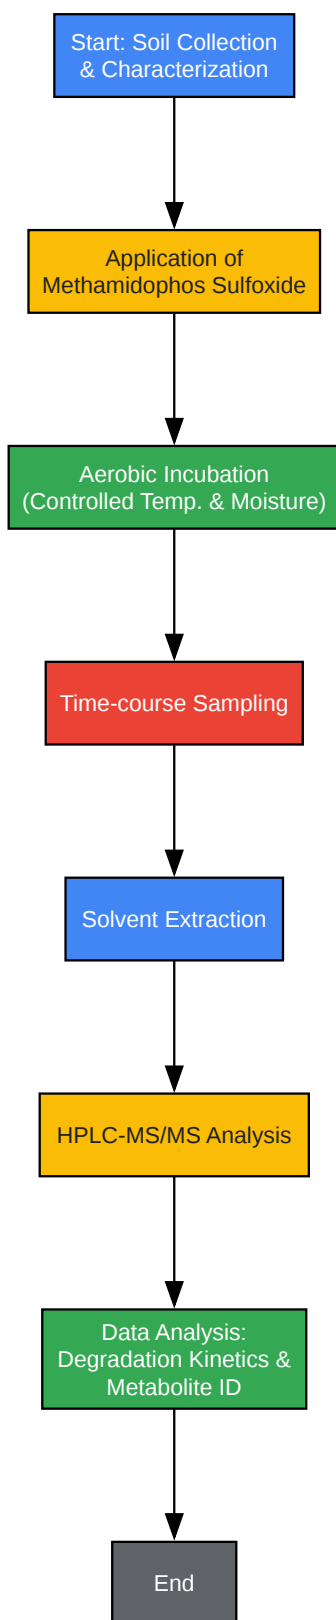 Start: Soil Collection
& Characterization
Application of
Methamidophos Sulfoxide
Aerobic Incubation
(Controlled Temp. & Moisture)
Time-course Sampling
Solvent Extraction
HPLC-MS/MS Analysis
Data Analysis:
Degradation Kinetics &
Metabolite ID
End